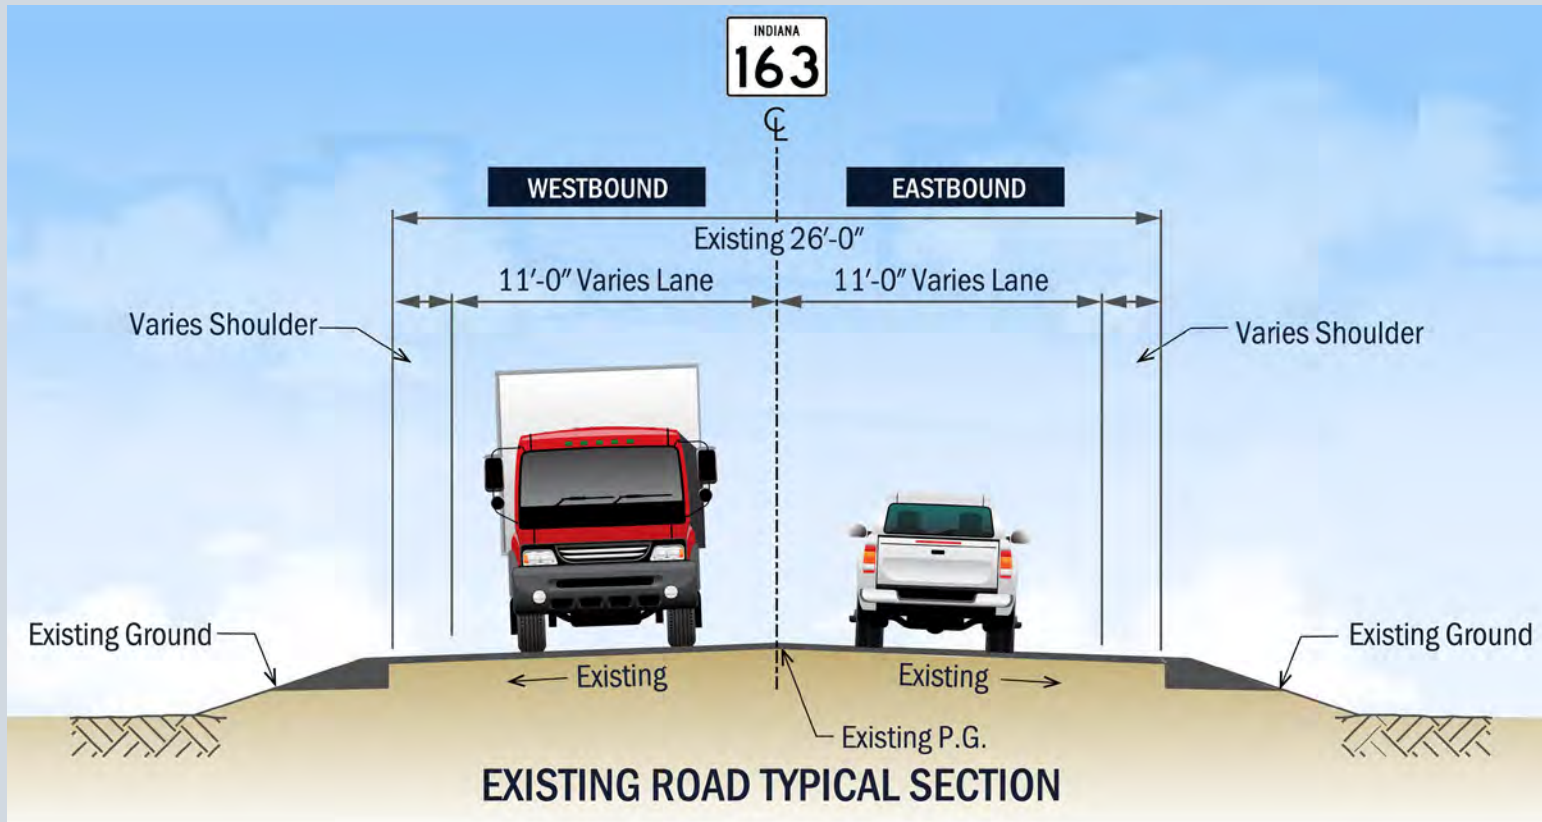 INDIANA
163
℄
WESTBOUND
EASTBOUND
Existing 26'-0"
11'-0" Varies Lane
11'-0" Varies Lane
Varies Shoulder
Varies Shoulder
Existing Ground
Existing Ground
Existing
Existing
Existing P.G.
EXISTING ROAD TYPICAL SECTION